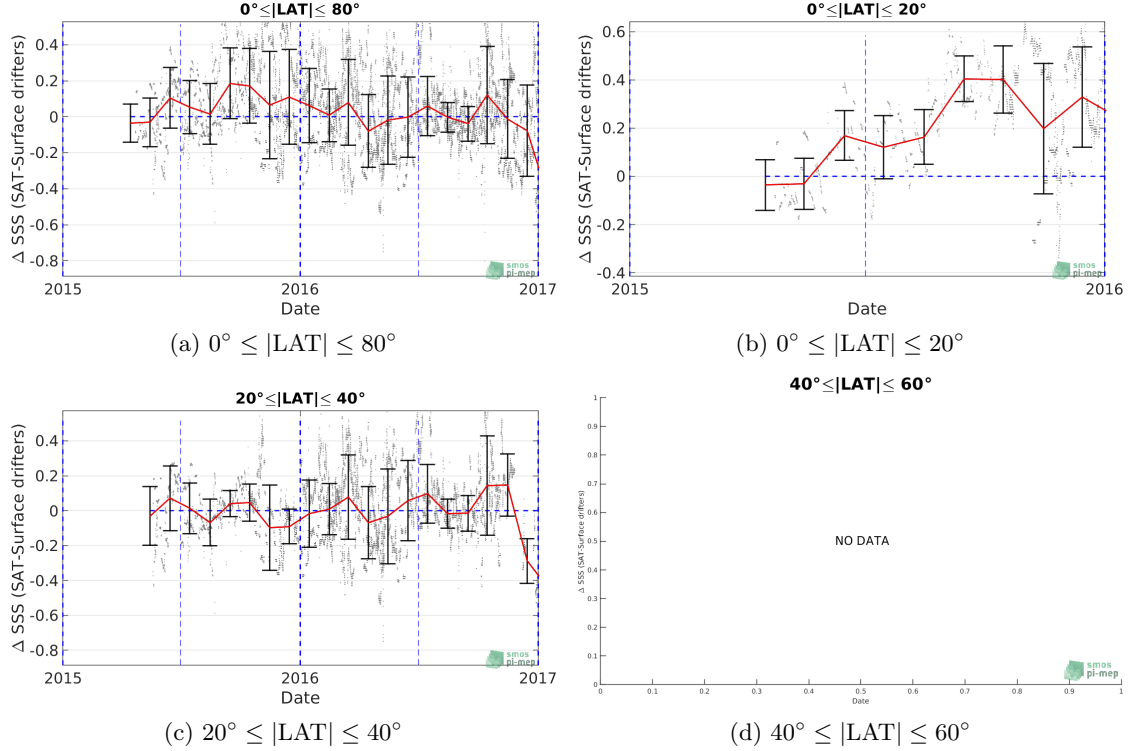 0°≤|LAT|≤ 80°
Δ SSS (SAT-Surface drifters)
0.4
0.2
0
-0.2
-0.4
-0.6
-0.8
2015
2016
2017
Date
smos
pi-mep
(a) 0° ≤ |LAT| ≤ 80°
0°≤|LAT|≤ 20°
Δ SSS (SAT-Surface drifters)
0.6
0.4
0.2
0
-0.2
-0.4
2015
2016
Date
smos
pi-mep
(b) 0° ≤ |LAT| ≤ 20°
20°≤|LAT|≤ 40°
Δ SSS (SAT-Surface drifters)
0.4
0.2
0
-0.2
-0.4
-0.6
-0.8
2015
2016
2017
Date
smos
pi-mep
(c) 20° ≤ |LAT| ≤ 40°
40°≤|LAT|≤ 60°
Δ SSS (SAT-Surface drifters)
1
0.9
0.8
0.7
0.6
0.5
0.4
0.3
0.2
0.1
0
NO DATA
0 0.1 0.2 0.3 0.4 0.5 0.6 0.7 0.8 0.9 1
Date
smos
pi-mep
(d) 40° ≤ |LAT| ≤ 60°